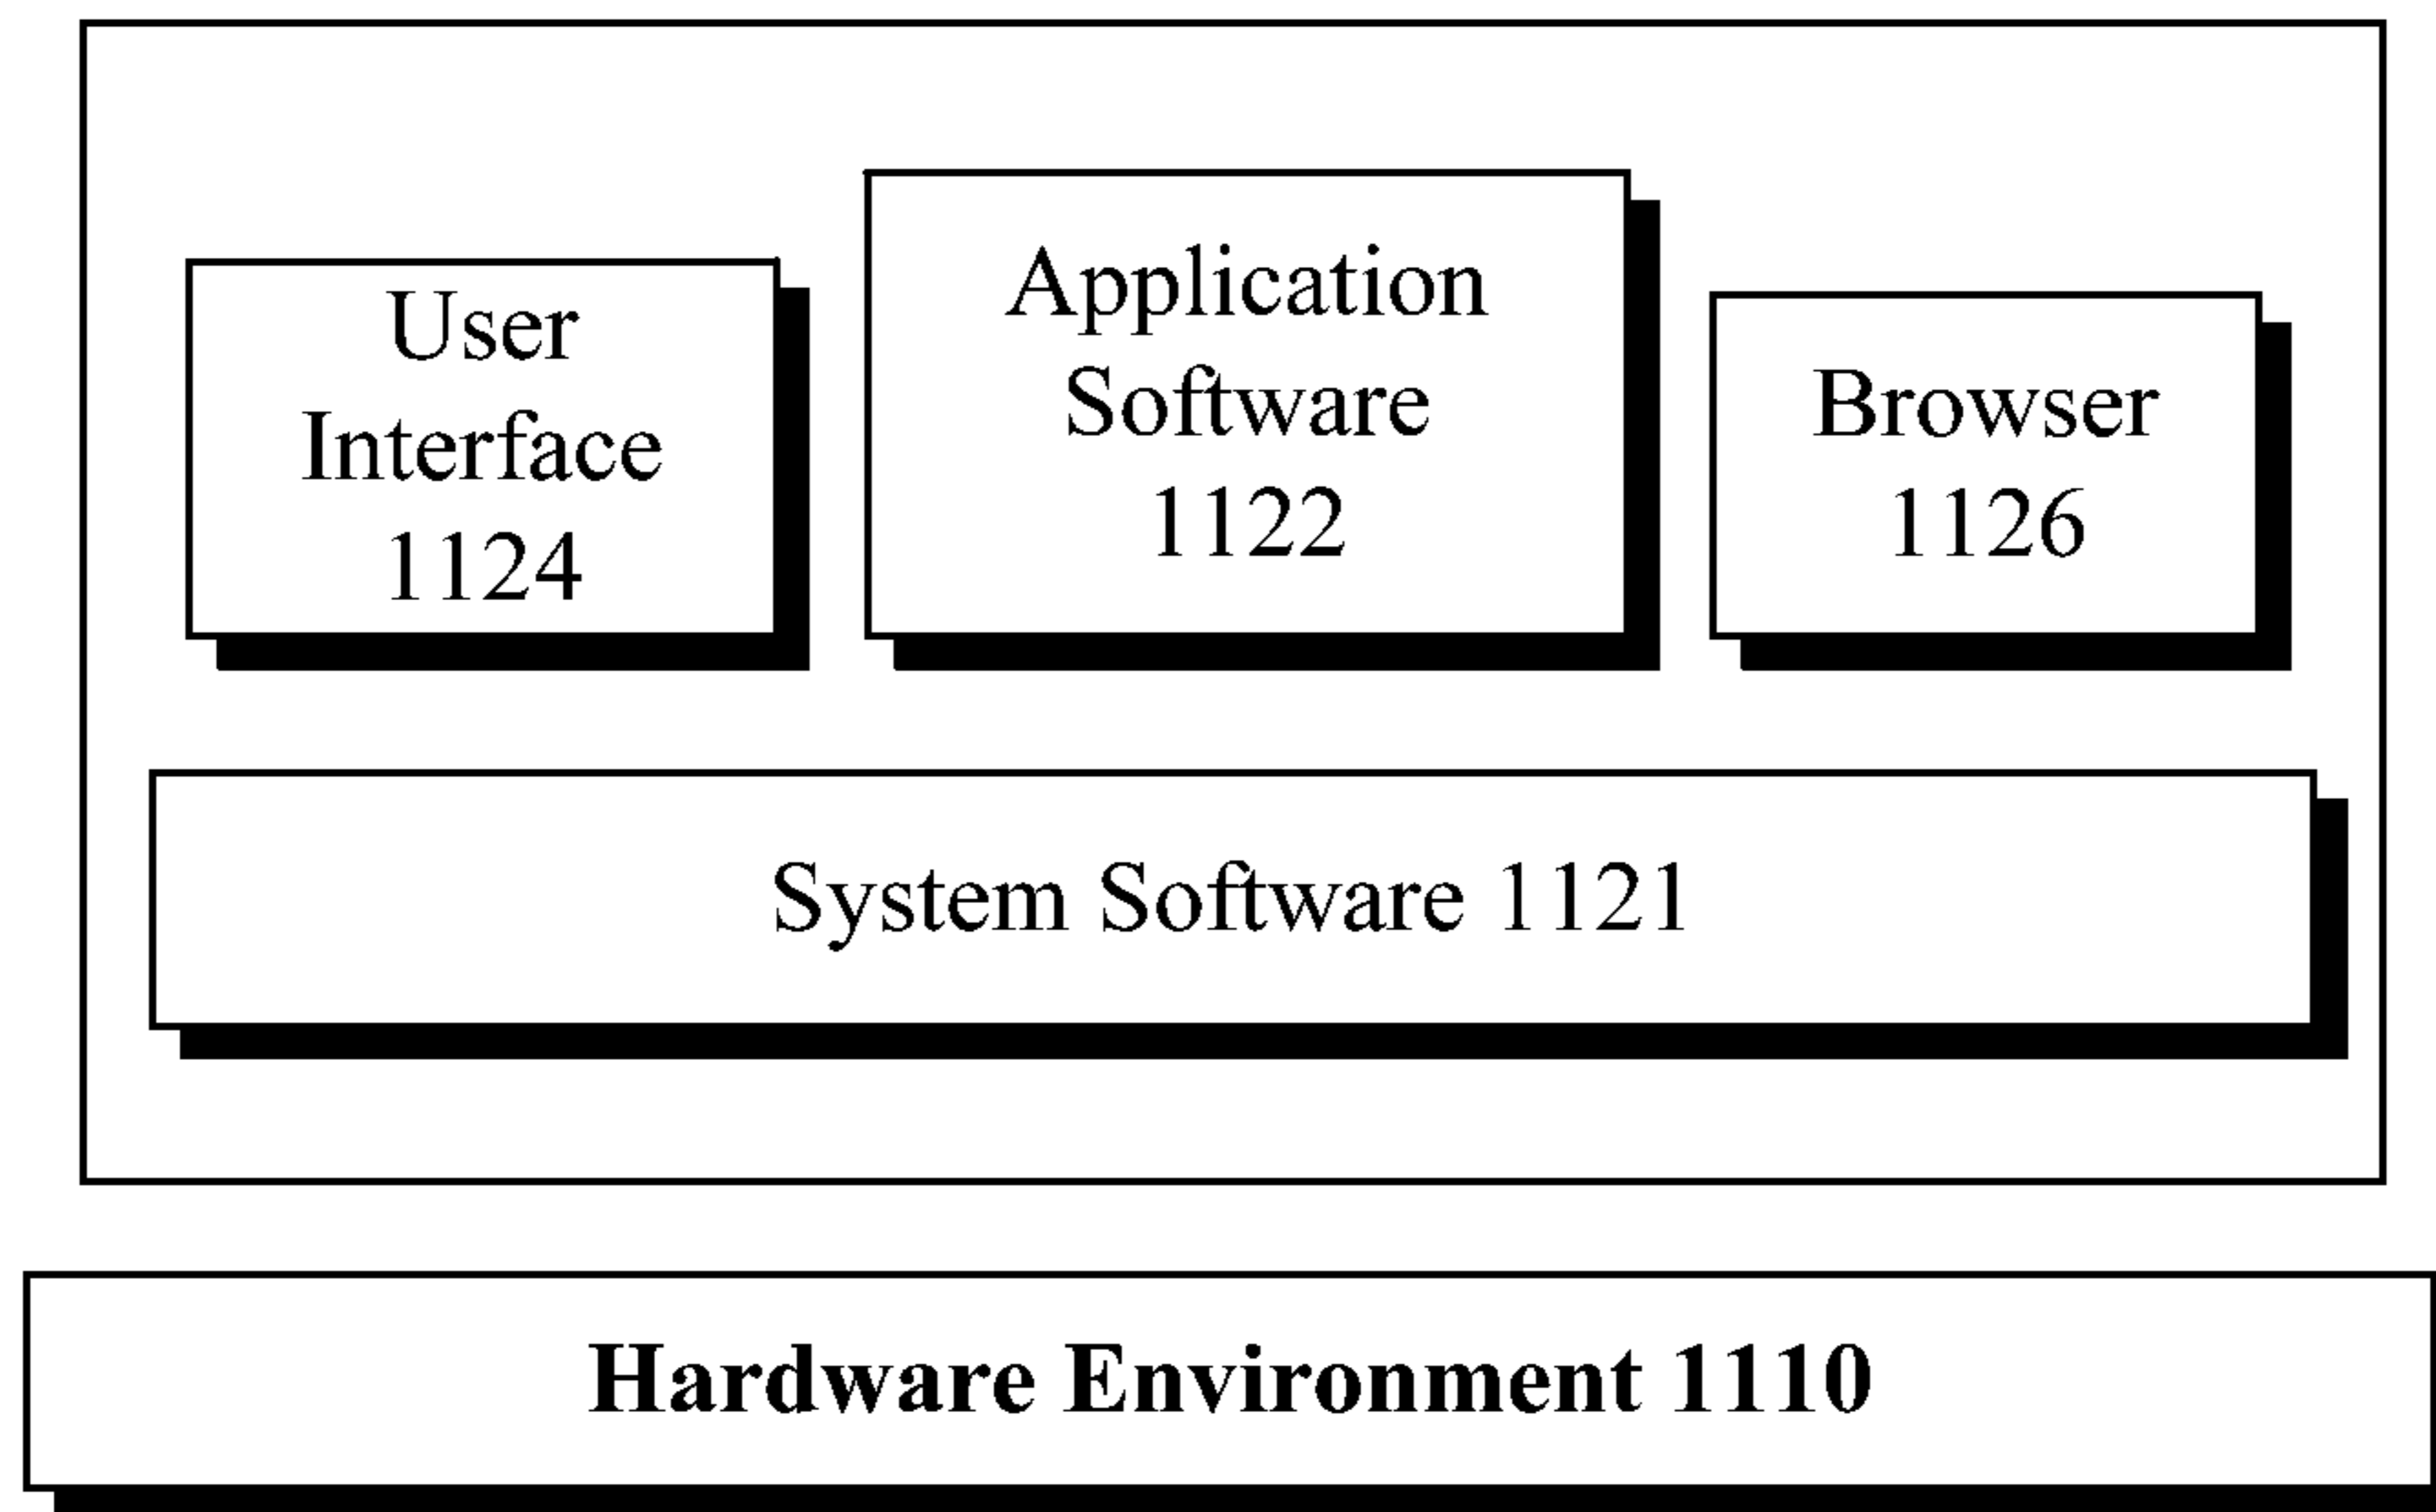 User
Interface
1124
Application
Software
1122
Browser
1126
System Software 1121
Hardware Environment 1110